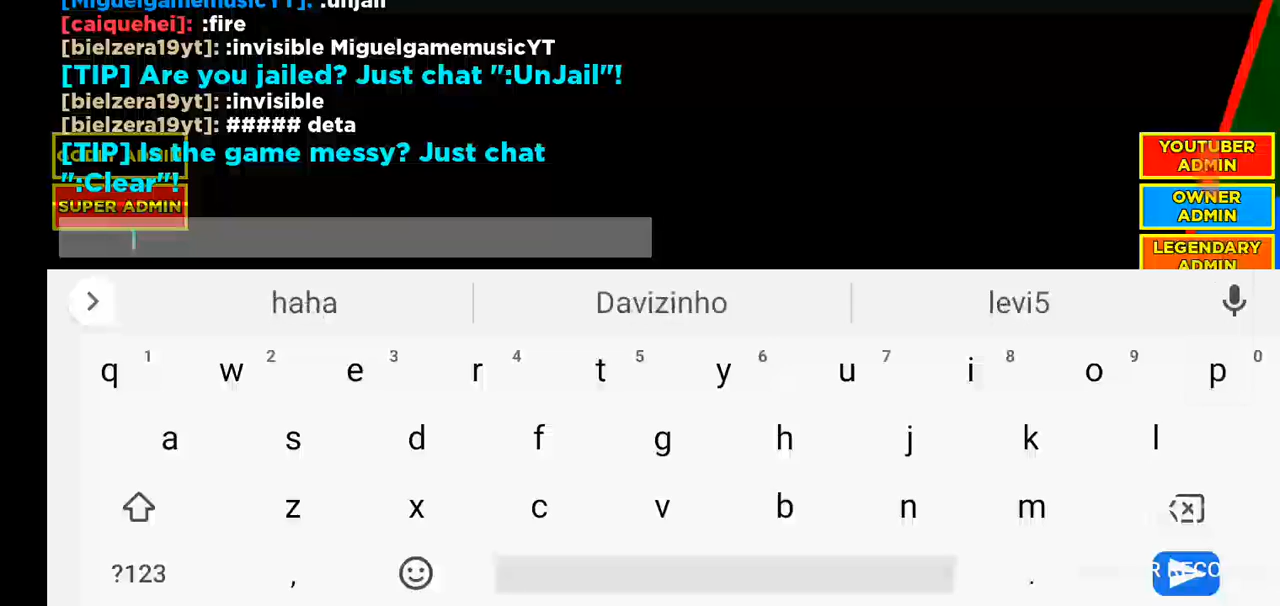 [MiguelgamemusicYT]: :unjail
[caiquehei]: :fire
[bielzera19yt]: :invisible MiguelgamemusicYT
[TIP] Are you jailed? Just chat ":UnJail"!
[bielzera19yt]: :invisible
[bielzera19yt]: ##### deta
[TIP] Is the game messy? Just chat
":Clear"!
SUPER ADMIN
YOUTUBER
ADMIN
OWNER
ADMIN
LEGENDARY
ADMIN
haha Davizinho levi5
q 1 w 2 e 3 r 4 t 5 y 6 u 7 i 8 o 9 p 0
a s d f g h j k l
z x c v b n m
?123 , .